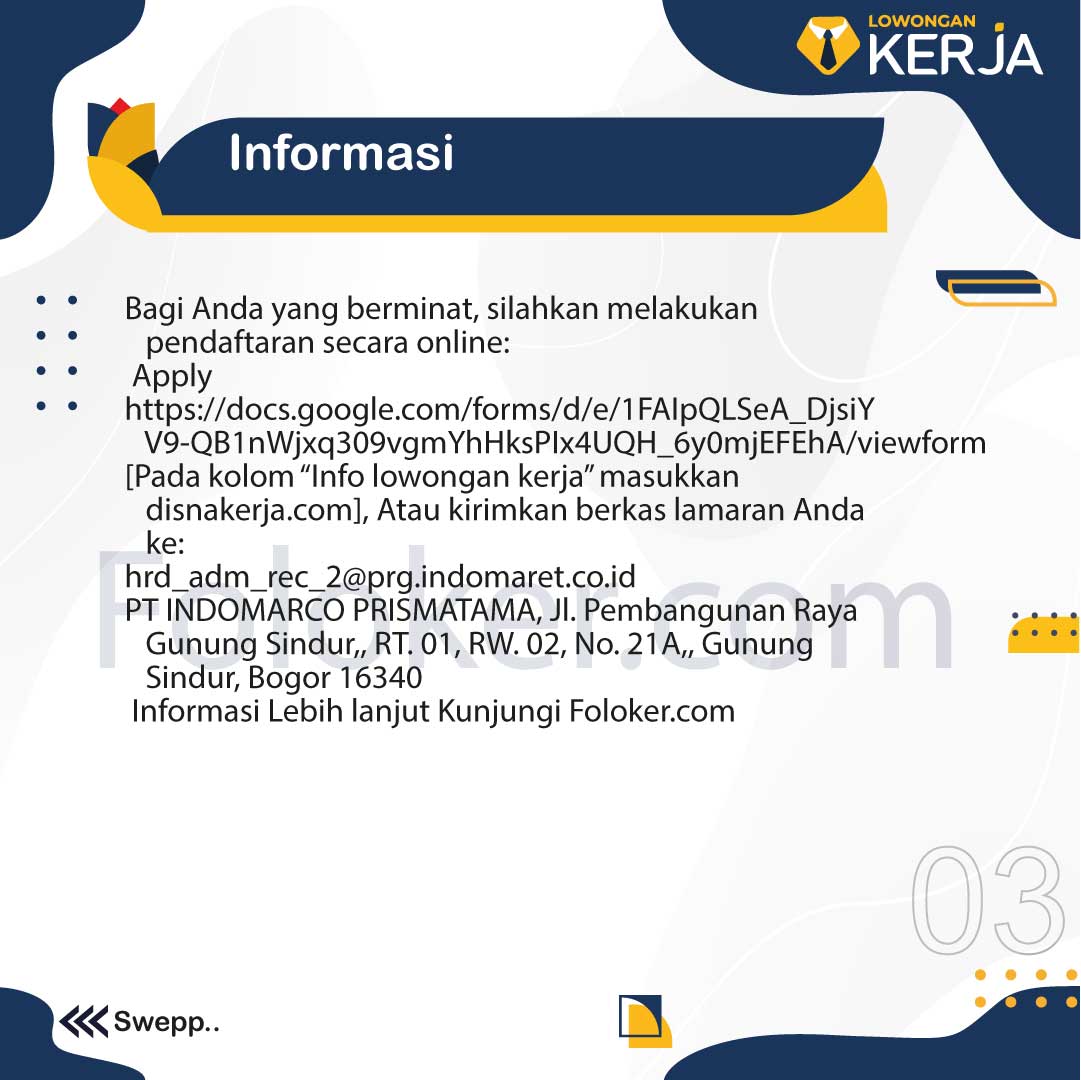 LOWONGAN
KERJA
Informasi
Bagi Anda yang berminat, silahkan melakukan
pendaftaran secara online:
Apply
https://docs.google.com/forms/d/e/1FAIpQLSeA_DjsiY
V9-QB1nWjxq309vgmYhHksPIx4UQH_6y0mjEFEhA/viewform
[Pada kolom “Info lowongan kerja” masukkan
disnakerja.com], Atau kirimkan berkas lamaran Anda
ke:
hrd_adm_rec_2@prg.indomaret.co.id
PT INDOMARCO PRISMATAMA, Jl. Pembangunan Raya
Gunung Sindur,, RT. 01, RW. 02, No. 21A,, Gunung
Sindur, Bogor 16340
Informasi Lebih lanjut Kunjungi Foloker.com
Foloker.com
03
Swepp..